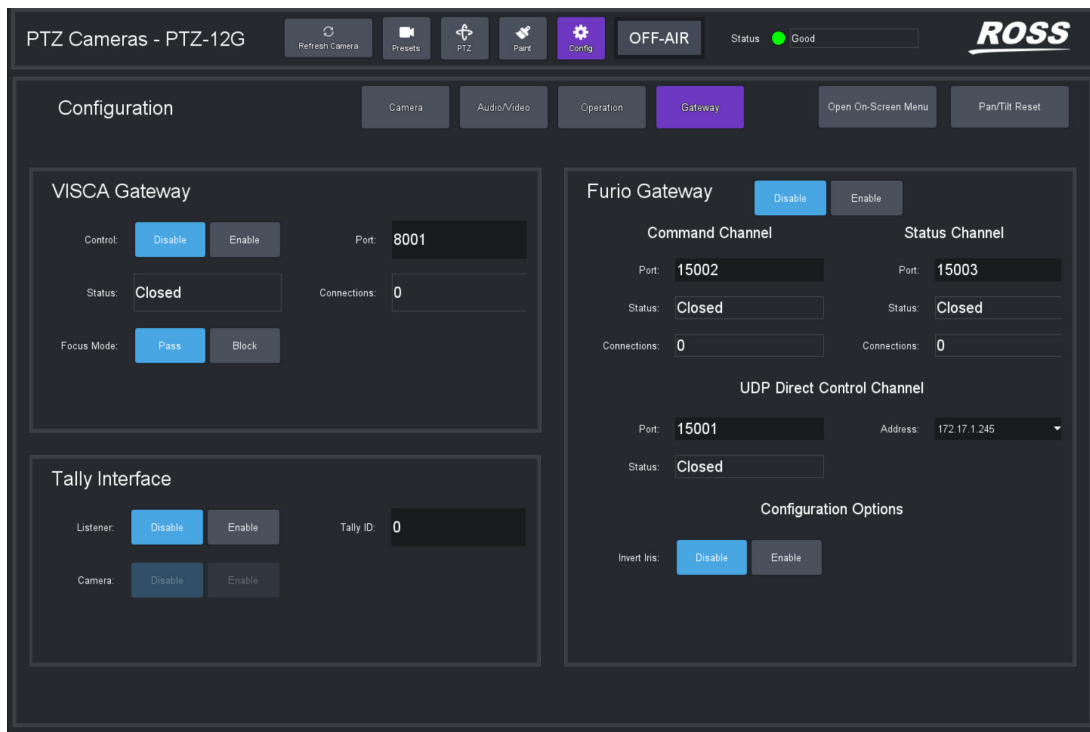 PTZ Cameras - PTZ-12G
Refresh Camera
Presets
PTZ
Paint
Config
OFF-AIR
Status
Good
ROSS
Configuration
Camera
Audio/Video
Operation
Gateway
Open On-Screen Menu
Pan/Tilt Reset
VISCA Gateway
Control: Disable Enable Port: 8001
Status: Closed Connections: 0
Focus Mode: Pass Block
Tally Interface
Listener: Disable Enable Tally ID: 0
Camera: Disable Enable
Furio Gateway Disable Enable
Command Channel Status Channel
Port: 15002 Port: 15003
Status: Closed Status: Closed
Connections: 0 Connections: 0
UDP Direct Control Channel
Port: 15001 Address: 172.17.1.245
Status: Closed
Configuration Options
Invert Iris: Disable Enable